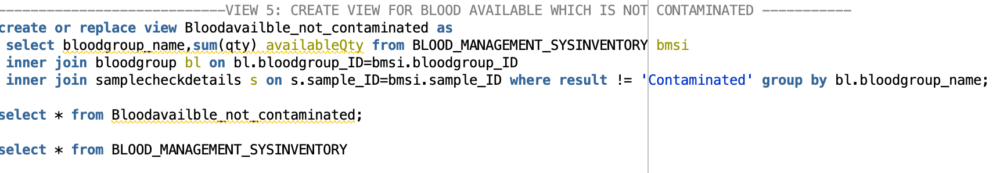 ----------------------------VIEW 5: CREATE VIEW FOR BLOOD AVAILABLE WHICH IS NOT CONTAMINATED -----------
create or replace view Bloodavailble_not_contaminated as
select bloodgroup_name,sum(qty) availableQty from BLOOD_MANAGEMENT_SYSINVENTORY bmsi
inner join bloodgroup bl on bl.bloodgroup_ID=bmsi.bloodgroup_ID
inner join samplecheckdetails s on s.sample_ID=bmsi.sample_ID where result != 'Contaminated' group by bl.bloodgroup_name;
select * from Bloodavailble_not_contaminated;
select * from BLOOD_MANAGEMENT_SYSINVENTORY